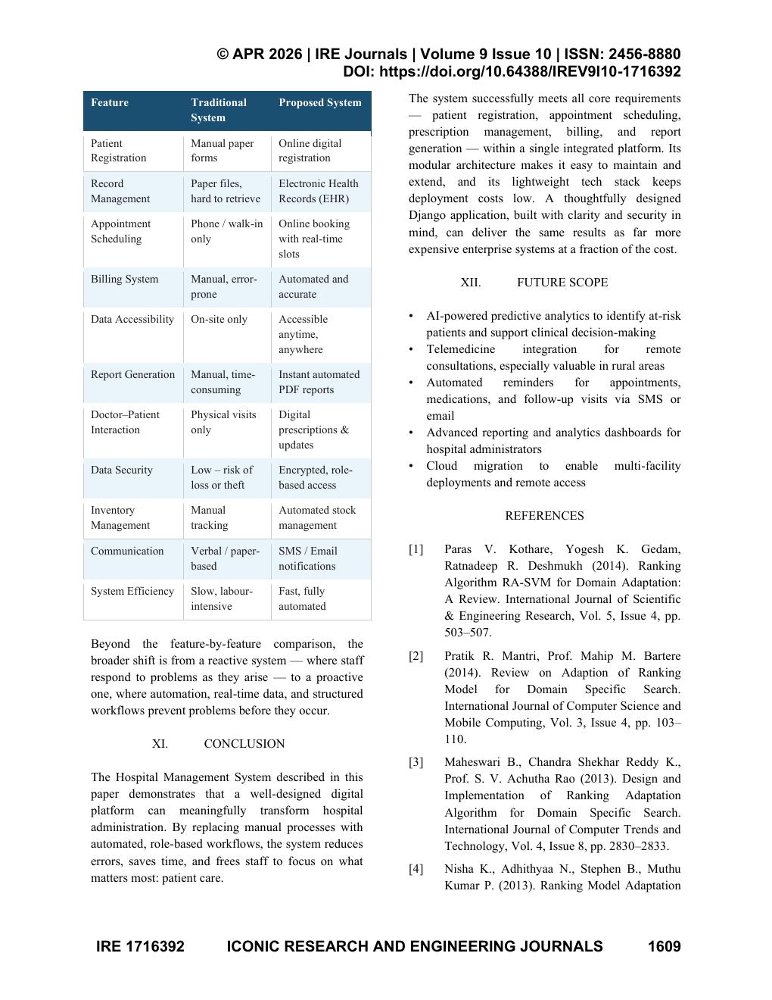 © APR 2026 | IRE Journals | Volume 9 Issue 10 | ISSN: 2456-8880
DOI: https://doi.org/10.64388/IREV9I10-1716392
Feature Traditional Proposed System
System
Patient Manual paper Online digital
Registration forms registration
Record Paper files, Electronic Health
Management hard to retrieve Records (EHR)
Appointment Phone / walk-in Online booking
Scheduling only with real-time
slots
Billing System Manual, error- Automated and
prone accurate
Data Accessibility On-site only Accessible
anytime,
anywhere
Report Generation Manual, time- Instant automated
consuming PDF reports
Doctor–Patient Physical visits Digital
Interaction only prescriptions &
updates
Data Security Low – risk of Encrypted, role-
loss or theft based access
Inventory Manual Automated stock
Management tracking management
Communication Verbal / paper- SMS / Email
based notifications
System Efficiency Slow, labour- Fast, fully
intensive automated
Beyond the feature-by-feature comparison, the
broader shift is from a reactive system — where staff
respond to problems as they arise — to a proactive
one, where automation, real-time data, and structured
workflows prevent problems before they occur.
XI. CONCLUSION
The Hospital Management System described in this
paper demonstrates that a well-designed digital
platform can meaningfully transform hospital
administration. By replacing manual processes with
automated, role-based workflows, the system reduces
errors, saves time, and frees staff to focus on what
matters most: patient care.
The system successfully meets all core requirements
— patient registration, appointment scheduling,
prescription management, billing, and report
generation — within a single integrated platform. Its
modular architecture makes it easy to maintain and
extend, and its lightweight tech stack keeps
deployment costs low. A thoughtfully designed
Django application, built with clarity and security in
mind, can deliver the same results as far more
expensive enterprise systems at a fraction of the cost.
XII. FUTURE SCOPE
• AI-powered predictive analytics to identify at-risk
patients and support clinical decision-making
• Telemedicine integration for remote
consultations, especially valuable in rural areas
• Automated reminders for appointments,
medications, and follow-up visits via SMS or
email
• Advanced reporting and analytics dashboards for
hospital administrators
• Cloud migration to enable multi-facility
deployments and remote access
REFERENCES
[1] Paras V. Kothare, Yogesh K. Gedam,
Ratnadeep R. Deshmukh (2014). Ranking
Algorithm RA-SVM for Domain Adaptation:
A Review. International Journal of Scientific
& Engineering Research, Vol. 5, Issue 4, pp.
503–507.
[2] Pratik R. Mantri, Prof. Mahip M. Bartere
(2014). Review on Adaption of Ranking
Model for Domain Specific Search.
International Journal of Computer Science and
Mobile Computing, Vol. 3, Issue 4, pp. 103–
110.
[3] Maheswari B., Chandra Shekhar Reddy K.,
Prof. S. V. Achutha Rao (2013). Design and
Implementation of Ranking Adaptation
Algorithm for Domain Specific Search.
International Journal of Computer Trends and
Technology, Vol. 4, Issue 8, pp. 2830–2833.
[4] Nisha K., Adhithyaa N., Stephen B., Muthu
Kumar P. (2013). Ranking Model Adaptation
IRE 1716392 ICONIC RESEARCH AND ENGINEERING JOURNALS 1609